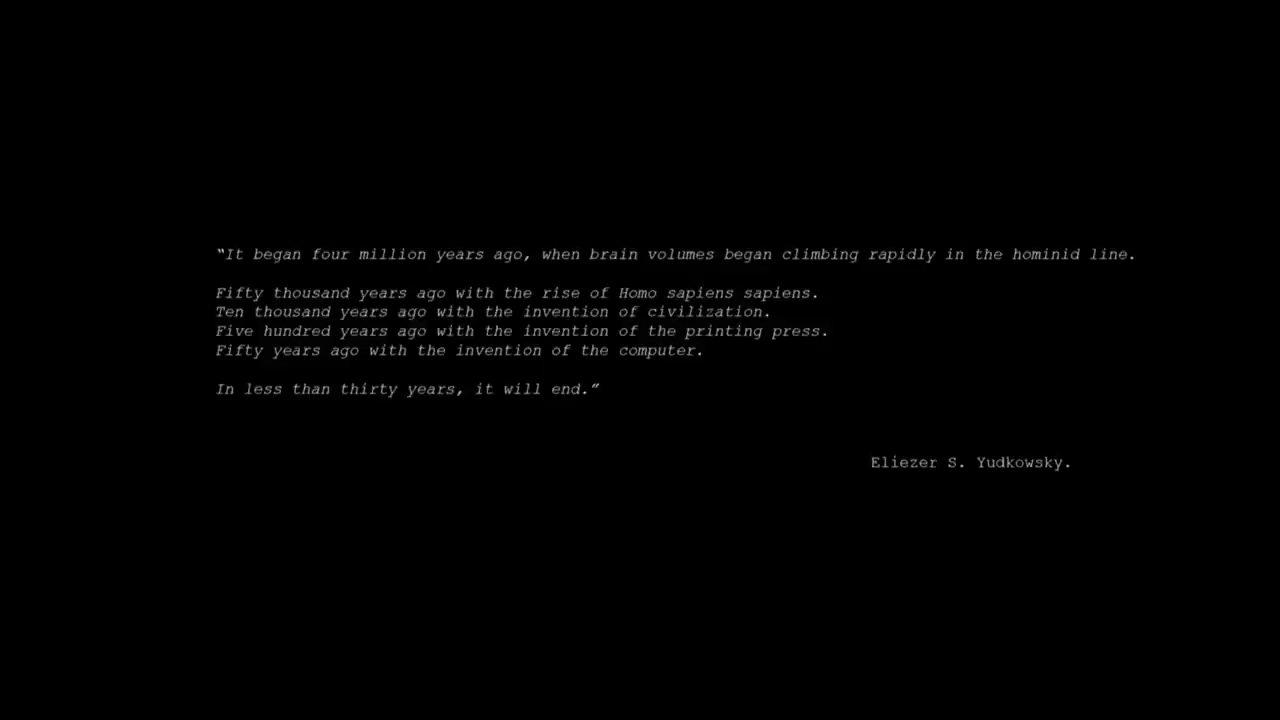 “It began four million years ago, when brain volumes began climbing rapidly in the hominid line.
Fifty thousand years ago with the rise of Homo sapiens sapiens.
Ten thousand years ago with the invention of civilization.
Five hundred years ago with the invention of the printing press.
Fifty years ago with the invention of the computer.
In less than thirty years, it will end.”
Eliezer S. Yudkowsky.